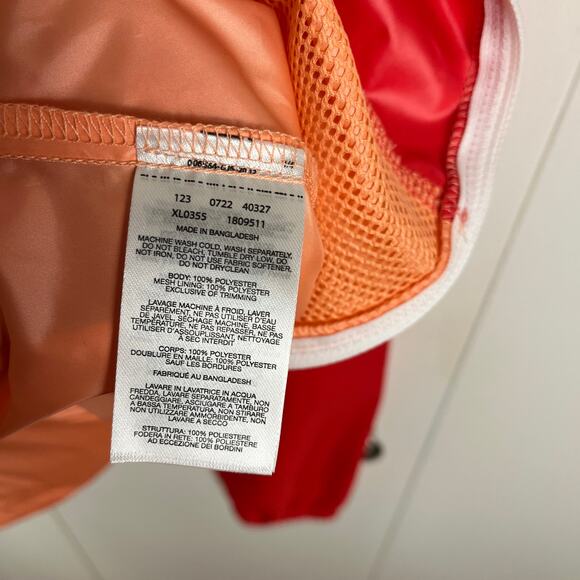 123 0722 40327
XL0355 1809511
MADE IN BANGLADESH
MACHINE WASH COLD, WASH SEPARATELY,
DO NOT BLEACH, TUMBLE DRY LOW, DO
NOT IRON, DO NOT USE FABRIC SOFTENER,
DO NOT DRYCLEAN
BODY: 100% POLYESTER
MESH LINING: 100% POLYESTER
EXCLUSIVE OF TRIMMING
LAVAGE MACHINE À FROID, LAVER
SÉPARÉMENT, NE PAS UTILISER D'EAU
DE JAVEL, SÉCHAGE MACHINE, BASSE
TEMPÉRATURE, NE PAS REPASSER, NE PAS
UTILISER D'ASSOUPLISSANT NETTOYAGE
A SEC INTERDIT
CORPS: 100% POLYESTER
DOUBLURE EN MAILLE: 100% POLYESTER
SAUF LES BORDURES
FABRIQUÉ AU BANGLADESH
LAVARE IN LAVATRICE IN ACQUA
FREDDA, LAVARE SEPARATAMENTE, NON
CANDEGGIARE, ASCIUGARE A TAMBURO
A BASSA TEMPERATURA, NON STIRARE
NON UTILIZZARE AMMORBIDENTE, NON
LAVARE A SECCO
STRUTTURA: 100% POLIESTERE
FODERA IN RETE: 100% POLIESTERE
AD ECCEZIONE DEI BORDINI